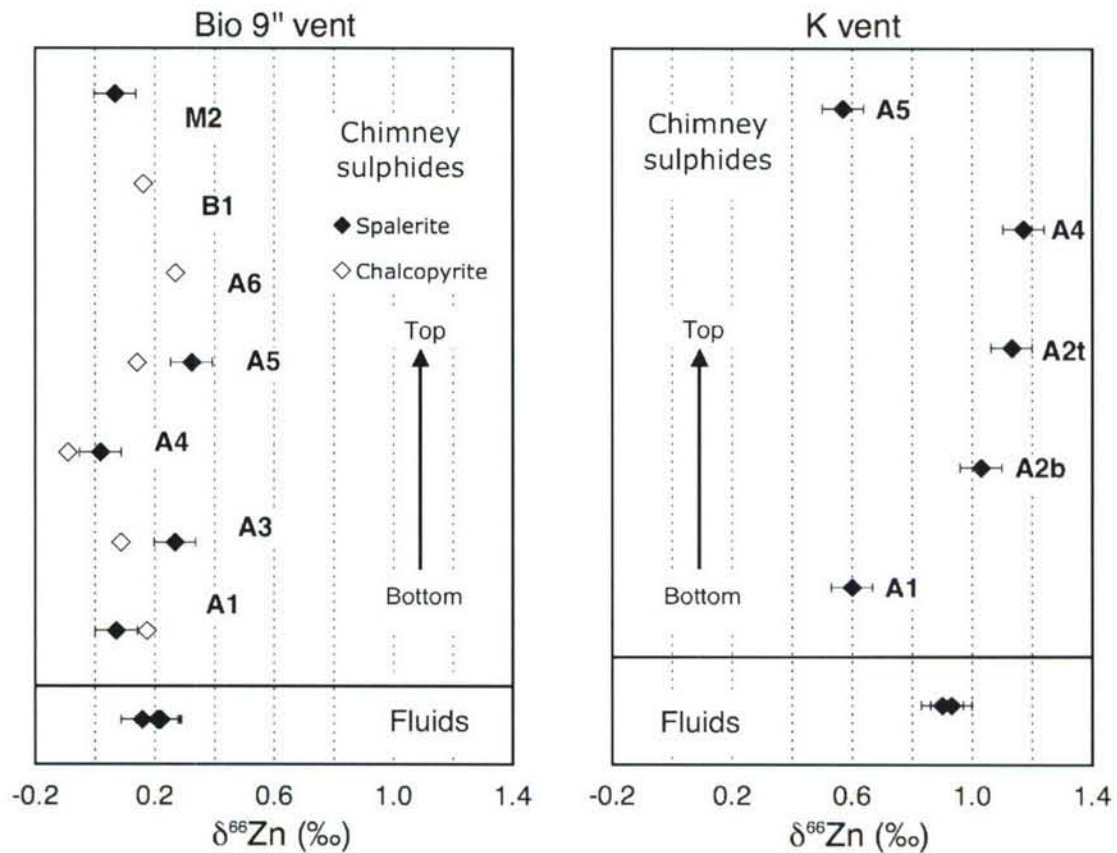 Bio 9" vent
M2
Chimney
sulphides
B1
Spalerite
A6
Chalcopyrite
Top
A5
A4
A3
Bottom
A1
Fluids
-0.2 0.2 0.6 1.0 1.4
δ⁶⁶Zn (‰)
K vent
Chimney
sulphides
A5
A4
Top
A2t
A2b
Bottom
A1
Fluids
-0.2 0.2 0.6 1.0 1.4
δ⁶⁶Zn (‰)